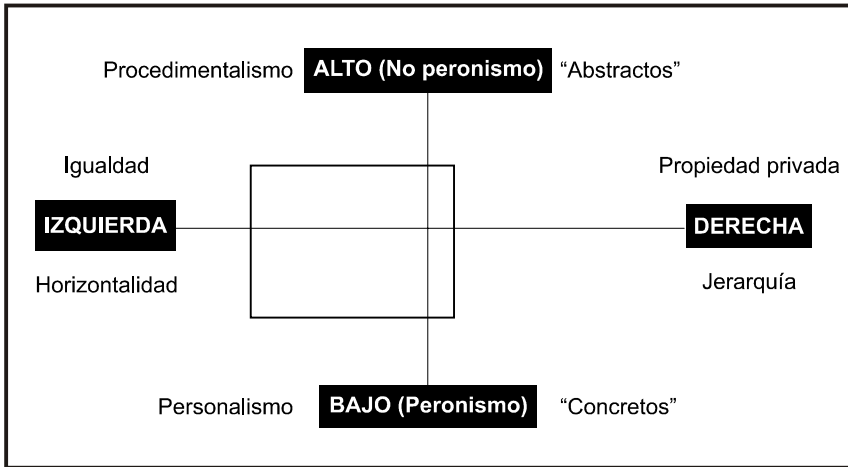 Procedimentalismo ALTO (No peronismo) “Abstractos”
Igualdad Propiedad privada
IZQUIERDA DERECHA
Horizontalidad Jerarquía
Personalismo BAJO (Peronismo) “Concretos”